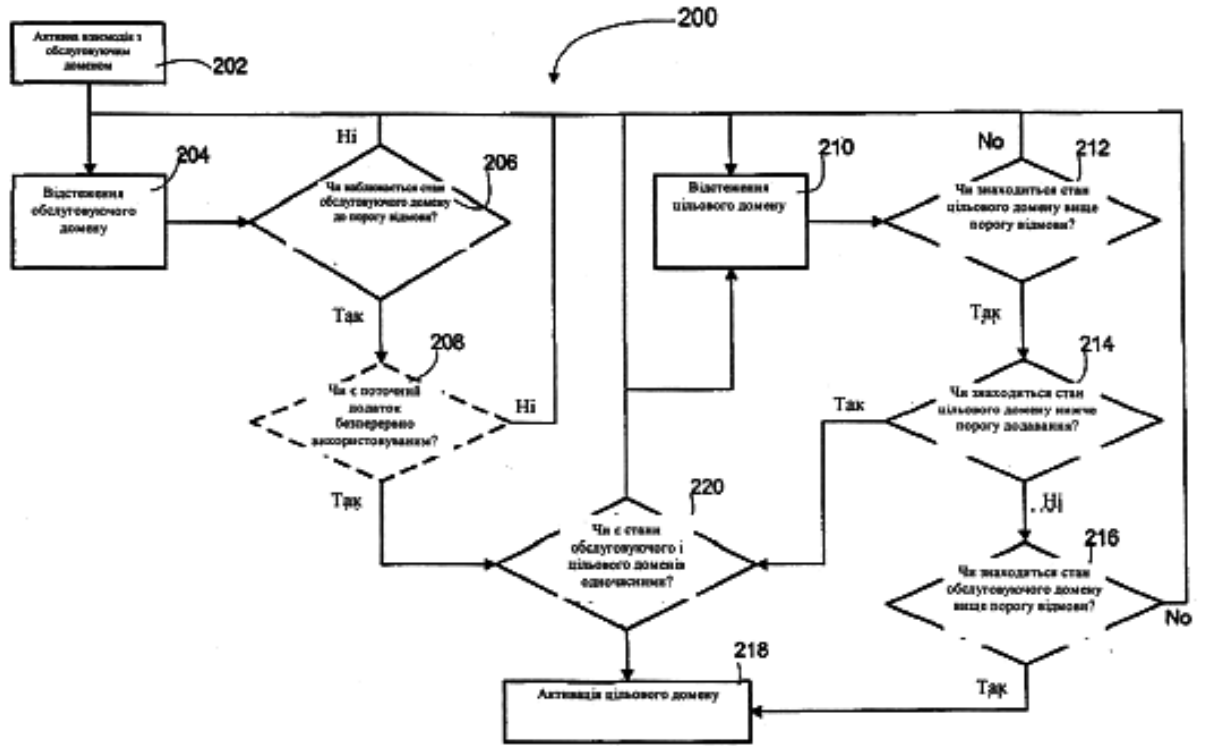 200
Активна взаємодія з
обслуговуючим
доменом
202
Відстеження
обслуговуючого
домену
204
Ні
Чи наближається стан
обслуговуючого домену
до порогу відмови?
206
Так
Чи є поточний
додаток
безперервно
використовуваним?
208
Ні
Так
Відстеження
цільового домену
210
No
Чи знаходиться стан
цільового домену вище
порогу відмови?
212
Так
Чи знаходиться стан
цільового домену нижче
порогу додавання?
214
Так
Ні
Чи знаходиться стан
обслуговуючого домену
вище порогу відмови?
216
No
Так
Чи є стани
обслуговуючого і
цільового доменів
одночасними?
220
Активація цільового домену
218